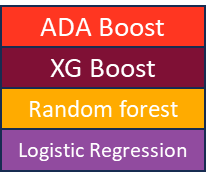 ADA Boost
XG Boost
Random forest
Logistic Regression